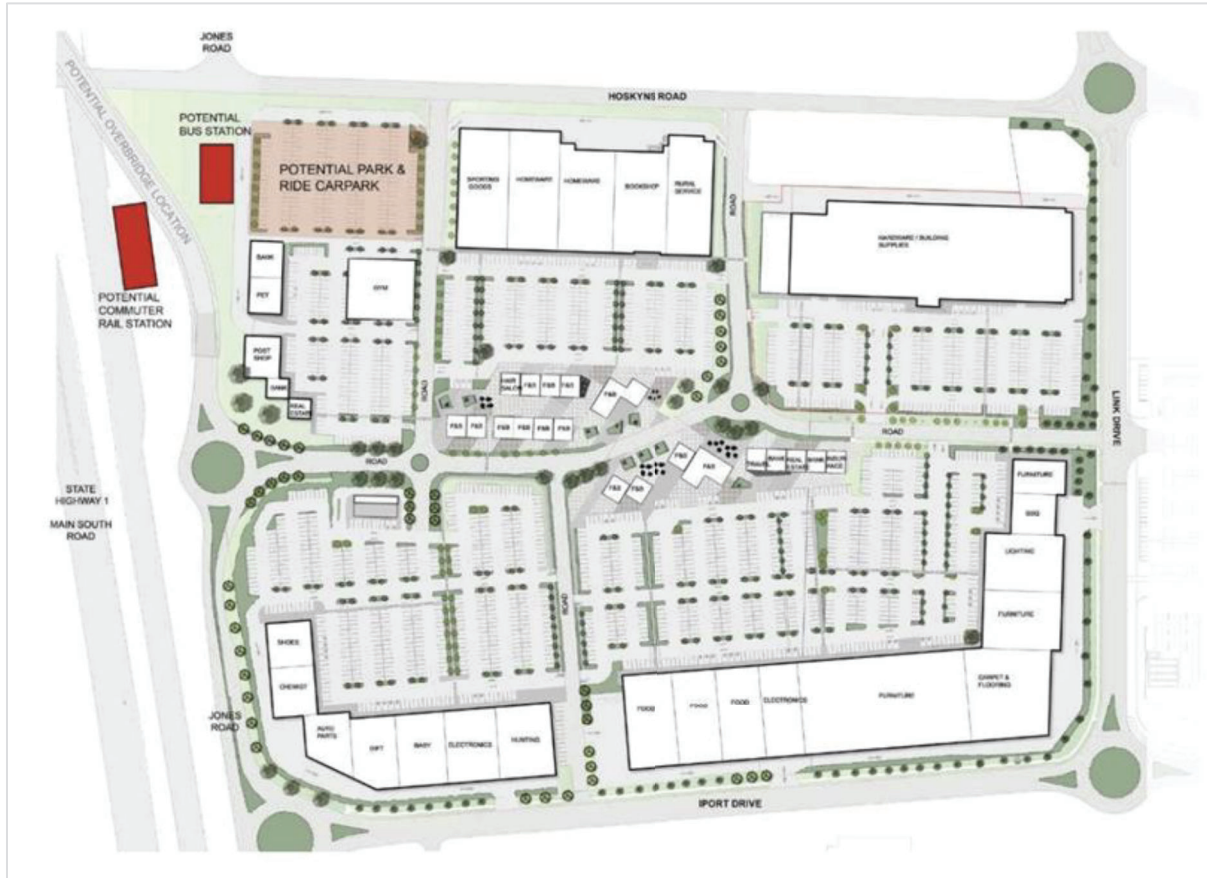 JONES
ROAD
POTENTIAL OVERBRIDGE LOCATION
HOSKYNS ROAD
POTENTIAL
BUS STATION
POTENTIAL PARK &
RIDE CARPARK
SPORTING
GOODS
HOMEWARE
HOMEWARE
BOOKSHOP
RURAL
SERVICE
ROAD
HARDWARE / BUILDING
SUPPLIES
BANK
PET
GYM
POTENTIAL
COMMUTER
RAIL STATION
POST
SHOP
BANK
REAL
ESTATE
ROAD
HAIR
SALON
F&B
F&B
F&B
F&B
F&B
F&B
F&B
F&B
F&B
F&B
LINK DRIVE
ROAD
ROAD
F&B
F&B
F&B
F&B
TRAVEL
BANK
REAL
ESTATE
BANK
STATE
HIGHWAY 1
MAIN SOUTH
ROAD
FURNITURE
BBQ
LIGHTING
FURNITURE
ROAD
SHOES
CHEMIST
JONES
ROAD
AUTO
PARTS
GIFT
BABY
ELECTRONICS
HUNTING
FOOD
FOOD
FOOD
ELECTRONICS
FURNITURE
CARPET &
FLOORING
IPORT DRIVE